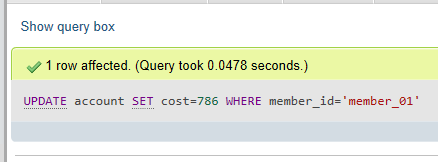 Show query box
1 row affected. (Query took 0.0478 seconds.)
UPDATE account SET cost=786 WHERE member_id='member_01'